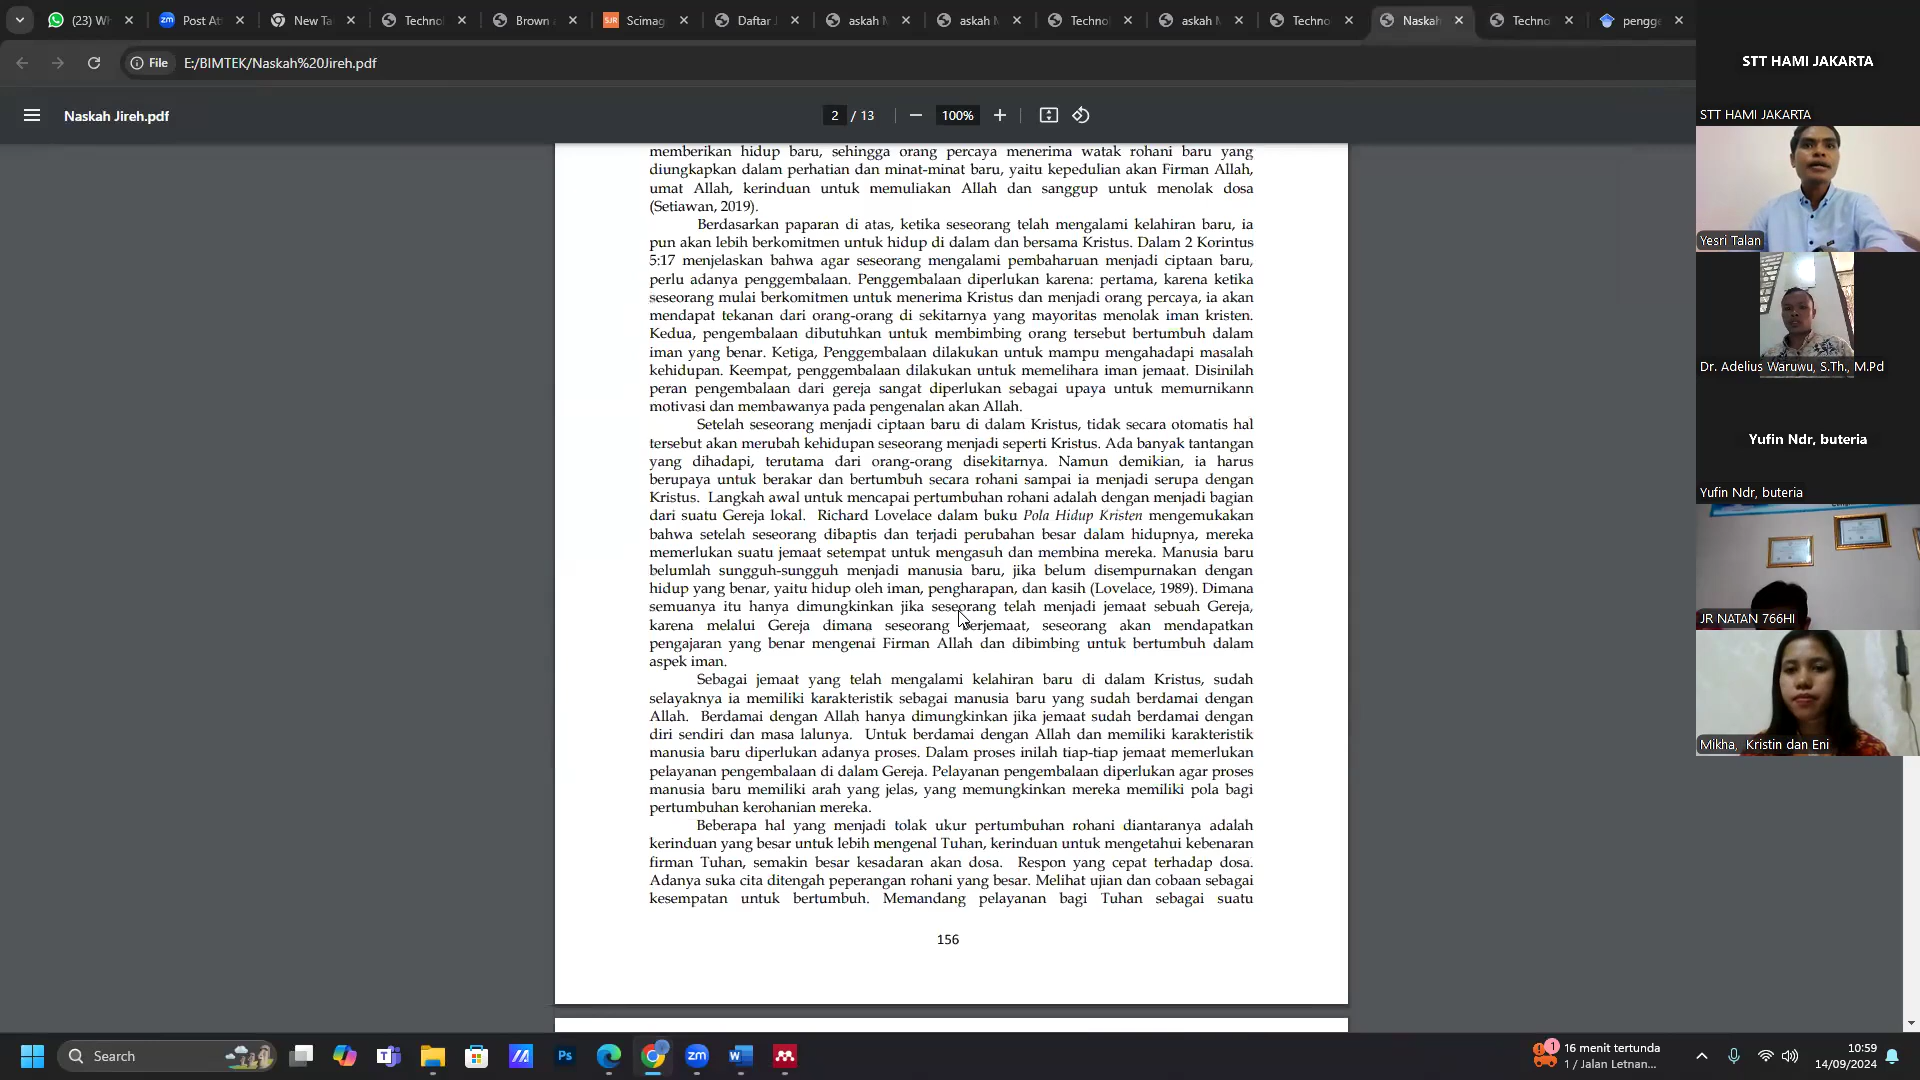 (23) W
Post At
New Ta
Technol
Brown a
SJR Scimag
Daftar J
askah M
askah M
Techno
askah M
Techno
Naskah
Techno
pengge
File E:/BIMTEK/Naskah%20Jireh.pdf
Naskah Jireh.pdf
2 / 13
100%
memberikan hidup baru, sehingga orang percaya menerima watak rohani baru yang
diungkapkan dalam perhatian dan minat-minat baru, yaitu kepedulian akan Firman Allah,
umat Allah, kerinduan untuk memuliakan Allah dan sanggup untuk menolak dosa
(Setiawan, 2019).
Berdasarkan paparan di atas, ketika seseorang telah mengalami kelahiran baru, ia
pun akan lebih berkomitmen untuk hidup di dalam dan bersama Kristus. Dalam 2 Korintus
5:17 menjelaskan bahwa agar seseorang mengalami pembaharuan menjadi ciptaan baru,
perlu adanya penggembalaan. Penggembalaan diperlukan karena: pertama, karena ketika
seseorang mulai berkomitmen untuk menerima Kristus dan menjadi orang percaya, ia akan
mendapat tekanan dari orang-orang di sekitarnya yang mayoritas menolak iman kristen.
Kedua, pengembalaan dibutuhkan untuk membimbing orang tersebut bertumbuh dalam
iman yang benar. Ketiga, Penggembalaan dilakukan untuk mampu mengahadapi masalah
kehidupan. Keempat, penggembalaan dilakukan untuk memelihara iman jemaat. Disinilah
peran pengembalaan dari gereja sangat diperlukan sebagai upaya untuk memurnikann
motivasi dan membawanya pada pengenalan akan Allah.
Setelah seseorang menjadi ciptaan baru di dalam Kristus, tidak secara otomatis hal
tersebut akan merubah kehidupan seseorang menjadi seperti Kristus. Ada banyak tantangan
yang dihadapi, terutama dari orang-orang disekitarnya. Namun demikian, ia harus
berupaya untuk berakar dan bertumbuh secara rohani sampai ia menjadi serupa dengan
Kristus. Langkah awal untuk mencapai pertumbuhan rohani adalah dengan menjadi bagian
dari suatu Gereja lokal. Richard Lovelace dalam buku Pola Hidup Kristen mengemukakan
bahwa setelah seseorang dibaptis dan terjadi perubahan besar dalam hidupnya, mereka
memerlukan suatu jemaat setempat untuk mengasuh dan membina mereka. Manusia baru
belumlah sungguh-sungguh menjadi manusia baru, jika belum disempurnakan dengan
hidup yang benar, yaitu hidup oleh iman, pengharapan, dan kasih (Lovelace, 1989). Dimana
semuanya itu hanya dimungkinkan jika seseorang telah menjadi jemaat sebuah Gereja,
karena melalui Gereja dimana seseorang berjemaat, seseorang akan mendapatkan
pengajaran yang benar mengenai Firman Allah dan dibimbing untuk bertumbuh dalam
aspek iman.
Sebagai jemaat yang telah mengalami kelahiran baru di dalam Kristus, sudah
selayaknya ia memiliki karakteristik sebagai manusia baru yang sudah berdamai dengan
Allah. Berdamai dengan Allah hanya dimungkinkan jika jemaat sudah berdamai dengan
diri sendiri dan masa lalunya. Untuk berdamai dengan Allah dan memiliki karakteristik
manusia baru diperlukan adanya proses. Dalam proses inilah tiap-tiap jemaat memerlukan
pelayanan pengembalaan di dalam Gereja. Pelayanan pengembalaan diperlukan agar proses
manusia baru memiliki arah yang jelas, yang memungkinkan mereka memiliki pola bagi
pertumbuhan kerohanian mereka.
Beberapa hal yang menjadi tolak ukur pertumbuhan rohani diantaranya adalah
kerinduan yang besar untuk lebih mengenal Tuhan, kerinduan untuk mengetahui kebenaran
firman Tuhan, semakin besar kesadaran akan dosa. Respon yang cepat terhadap dosa.
Adanya suka cita ditengah peperangan rohani yang besar. Melihat ujian dan cobaan sebagai
kesempatan untuk bertumbuh. Memandang pelayanan bagi Tuhan sebagai suatu
156
STT HAMI JAKARTA
STT HAMI JAKARTA
Yesri Talan
Dr. Adelius Waruwu, S.Th., M.Pd
Yufin Ndr, buteria
Yufin Ndr, buteria
JR NATAN 766HI
Mikha, Kristin dan Eni
Search
Ps
zm
1
16 menit tertunda
1 / Jalan Letnan...
10:59
14/09/2024